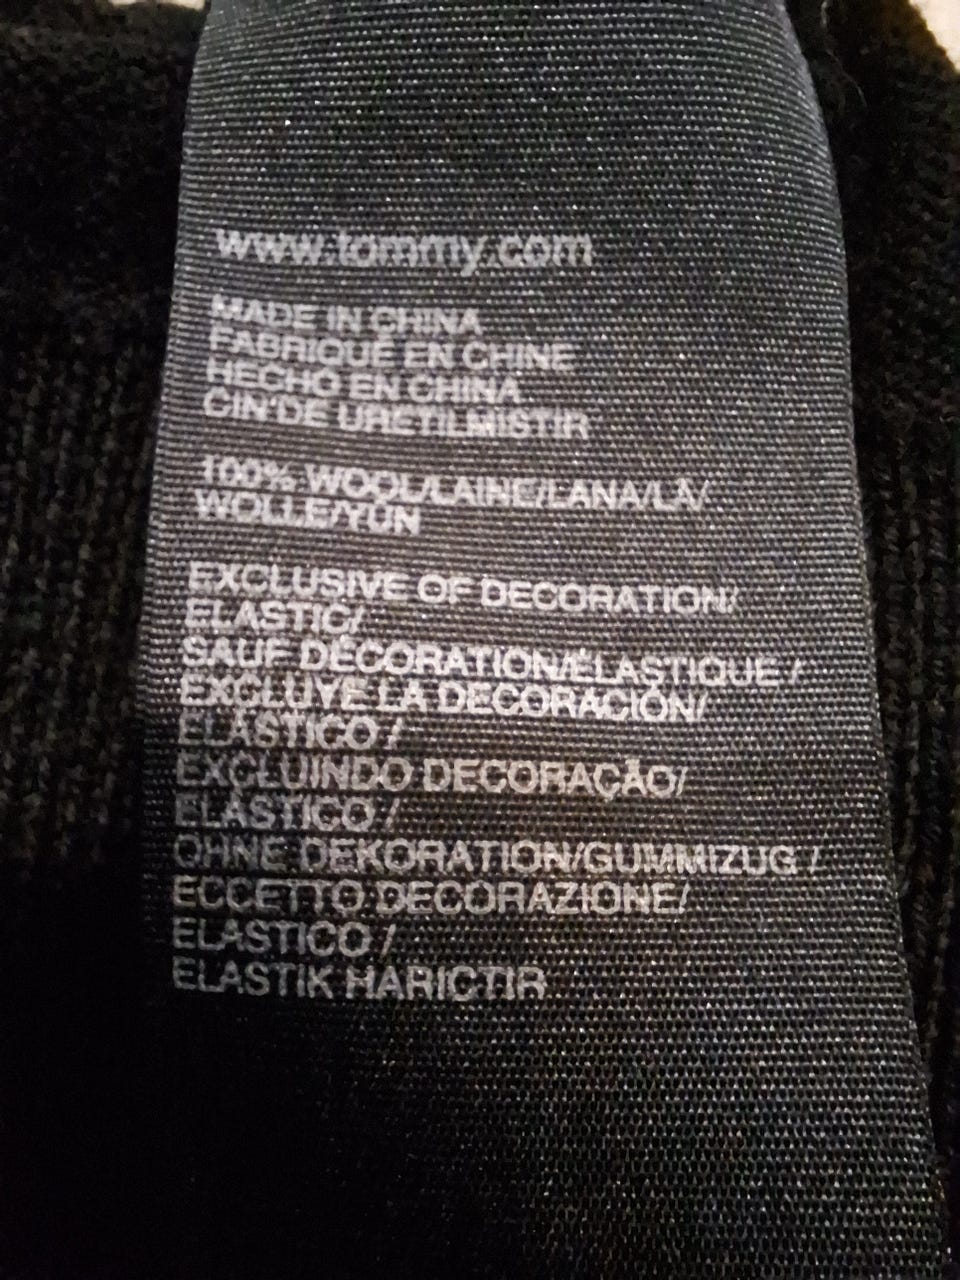 www.tommy.com
MADE IN CHINA
FABRIQUÉ EN CHINE
HECHO EN CHINA
CIN'DE URETILMISTIR
100% WOOL/LAINE/LANA/LÃ/
WOLLE/YÜN
EXCLUSIVE OF DECORATION/
ELASTIC/
SAUF DÉCORATION/ÉLASTIQUE /
EXCLUYE LA DECORACIÓN/
ELÁSTICO /
EXCLUINDO DECORAÇÃO/
ELÁSTICO /
OHNE DEKORATION/GUMMIZUG /
ECCETTO DECORAZIONE/
ELASTICO /
ELASTIK HARICTIR